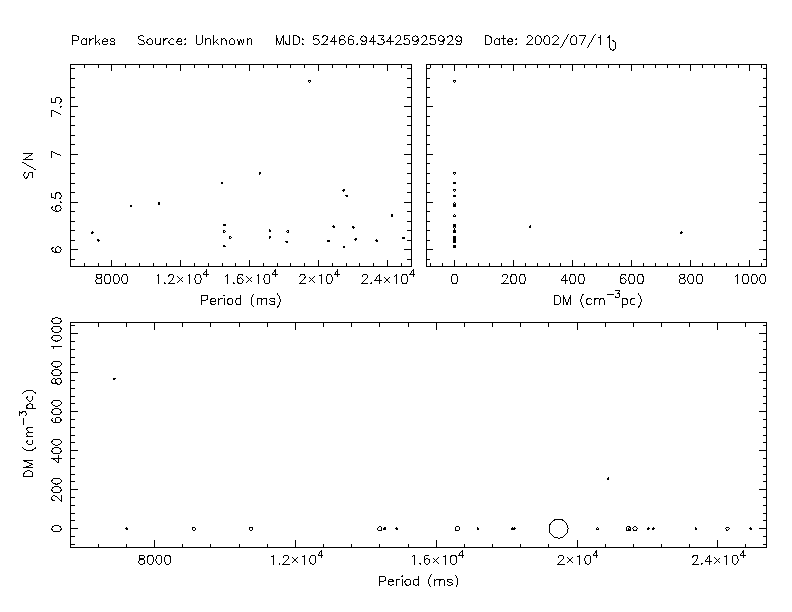 Parkes Source: Unknown MJD: 52466.943425925929 Date: 2002/07/11
S/N
7.5
7
6.5
6
8000 1.2×10⁴ 1.6×10⁴ 2×10⁴ 2.4×10⁴
Period (ms)
0 200 400 600 800 1000
DM (cm⁻³pc)
DM (cm⁻³pc)
1000
800
600
400
200
0
8000 1.2×10⁴ 1.6×10⁴ 2×10⁴ 2.4×10⁴
Period (ms)